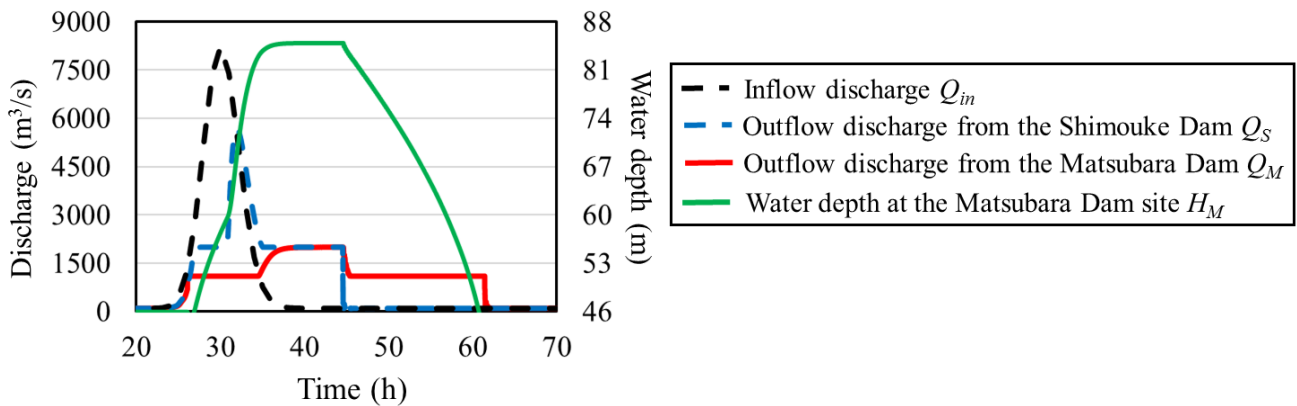 9000
7500
6000
4500
3000
1500
0
Discharge (m³/s)
88
81
74
67
60
53
46
Water depth (m)
20 30 40 50 60 70
Time (h)
Inflow discharge Qin
Outflow discharge from the Shimouke Dam QS
Outflow discharge from the Matsubara Dam QM
Water depth at the Matsubara Dam site HM